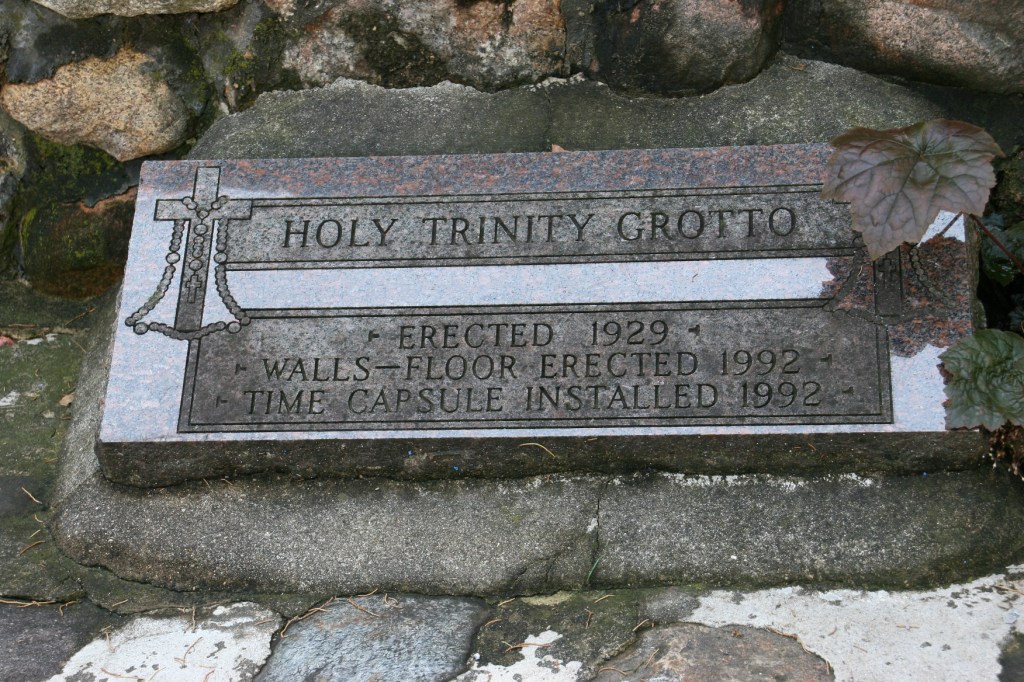 HOLY TRINITY GROTTO
ERECTED 1929
WALLS-FLOOR ERECTED 1992
TIME CAPSULE INSTALLED 1992